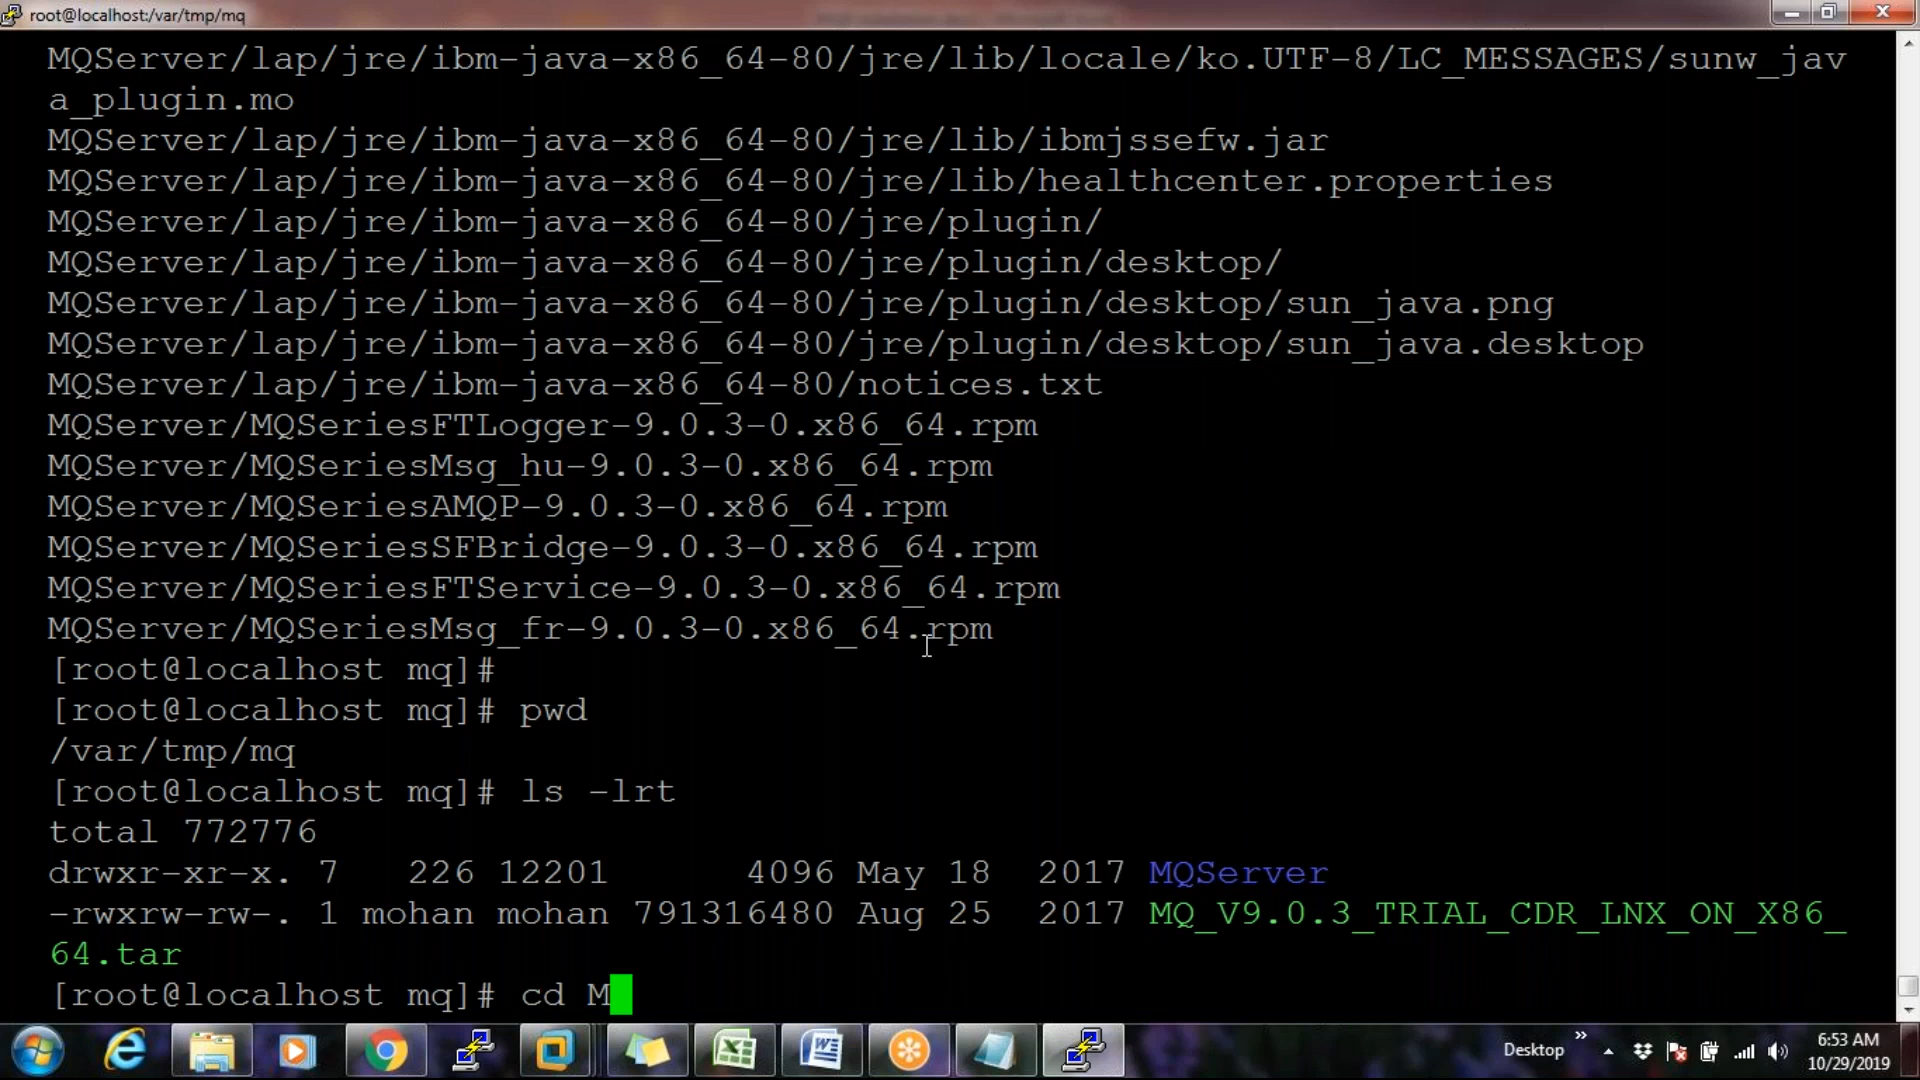 root@localhost:/var/tmp/mq
MQServer/lap/jre/ibm-java-x86_64-80/jre/lib/locale/ko.UTF-8/LC_MESSAGES/sunw_jav
a_plugin.mo
MQServer/lap/jre/ibm-java-x86_64-80/jre/lib/ibmjssefw.jar
MQServer/lap/jre/ibm-java-x86_64-80/jre/lib/healthcenter.properties
MQServer/lap/jre/ibm-java-x86_64-80/jre/plugin/
MQServer/lap/jre/ibm-java-x86_64-80/jre/plugin/desktop/
MQServer/lap/jre/ibm-java-x86_64-80/jre/plugin/desktop/sun_java.png
MQServer/lap/jre/ibm-java-x86_64-80/jre/plugin/desktop/sun_java.desktop
MQServer/lap/jre/ibm-java-x86_64-80/notices.txt
MQServer/MQSeriesFTLogger-9.0.3-0.x86_64.rpm
MQServer/MQSeriesMsg_hu-9.0.3-0.x86_64.rpm
MQServer/MQSeriesAMQP-9.0.3-0.x86_64.rpm
MQServer/MQSeriesSFBridge-9.0.3-0.x86_64.rpm
MQServer/MQSeriesFTService-9.0.3-0.x86_64.rpm
MQServer/MQSeriesMsg_fr-9.0.3-0.x86_64.rpm
[root@localhost mq]#
[root@localhost mq]# pwd
/var/tmp/mq
[root@localhost mq]# ls -lrt
total 772776
drwxr-xr-x. 7   226 12201      4096 May 18  2017 MQServer
-rwxrw-rw-. 1 mohan mohan 791316480 Aug 25  2017 MQ_V9.0.3_TRIAL_CDR_LNX_ON_X86_
64.tar
[root@localhost mq]# cd M
Desktop
6:53 AM
10/29/2019